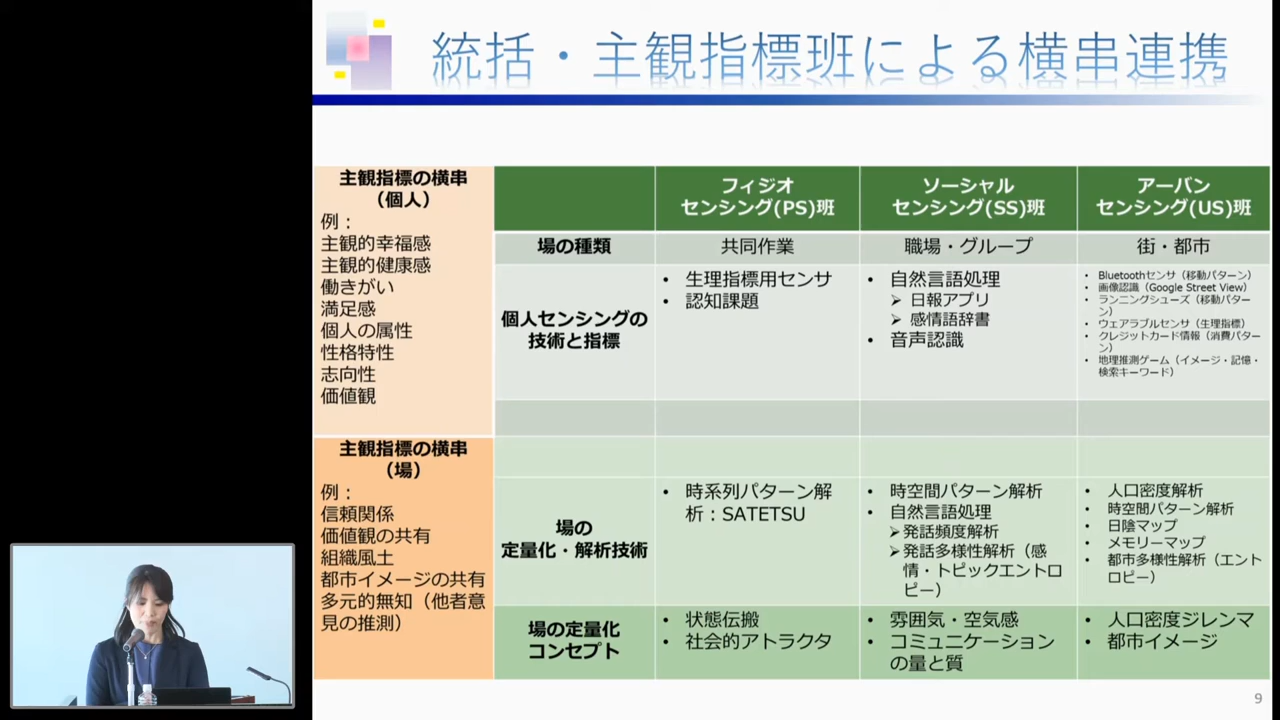 統括・主観指標班による横串連携
主観指標の横串
（個人）
例：
主観的幸福感
主観的健康感
働きがい
満足感
個人の属性
性格特性
志向性
価値観
主観指標の横串
（場）
例：
信頼関係
価値観の共有
組織風土
都市イメージの共有
多元的無知（他者意
見の推測）
フィジオ
センシング(PS)班
ソーシャル
センシング(SS)班
アーバン
センシング(US)班
場の種類
共同作業
職場・グループ
街・都市
個人センシングの
技術と指標
• 生理指標用センサ
• 認知課題
• 自然言語処理
➢ 日報アプリ
➢ 感情語辞書
• 音声認識
• Bluetoothセンサ（移動パターン）
• 画像認識（Google Street View）
• ランニングシューズ（移動パター
ン）
• ウェアラブルセンサ（生理指標）
• クレジットカード情報（消費パター
ン）
• 地理推測ゲーム（イメージ・記憶・
検索キーワード）
場の
定量化・解析技術
• 時系列パターン解
析：SATETSU
• 時空間パターン解析
• 自然言語処理
➢発話頻度解析
➢発話多様性解析（感
情・トピックエントロ
ピー）
• 人口密度解析
• 時空間パターン解析
• 日陰マップ
• メモリーマップ
• 都市多様性解析（エント
ロピー）
場の定量化
コンセプト
• 状態伝搬
• 社会的アトラクタ
• 雰囲気・空気感
• コミュニケーション
の量と質
• 人口密度ジレンマ
• 都市イメージ
9